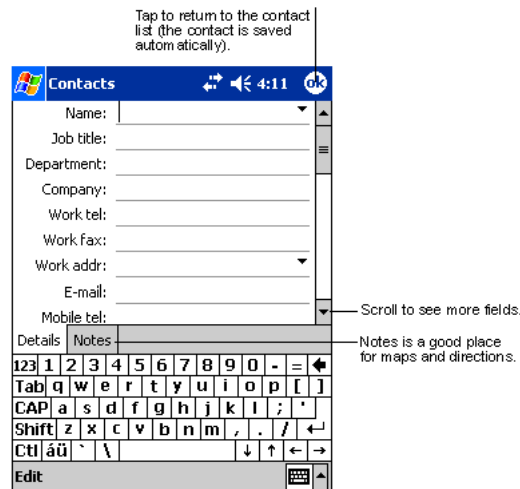 Tap to return to the contact
list (the contact is saved
automatically).
Contacts 4:11 ok
Name:
Job title:
Department:
Company:
Work tel:
Work fax:
Work addr:
E-mail:
Mobile tel:
Scroll to see more fields.
Details Notes
Notes is a good place
for maps and directions.
123 1 2 3 4 5 6 7 8 9 0 - =
Tab q w e r t y u i o p [ ]
CAP a s d f g h j k l ; '
Shift z x c v b n m , . /
Ctl áü ` \
Edit